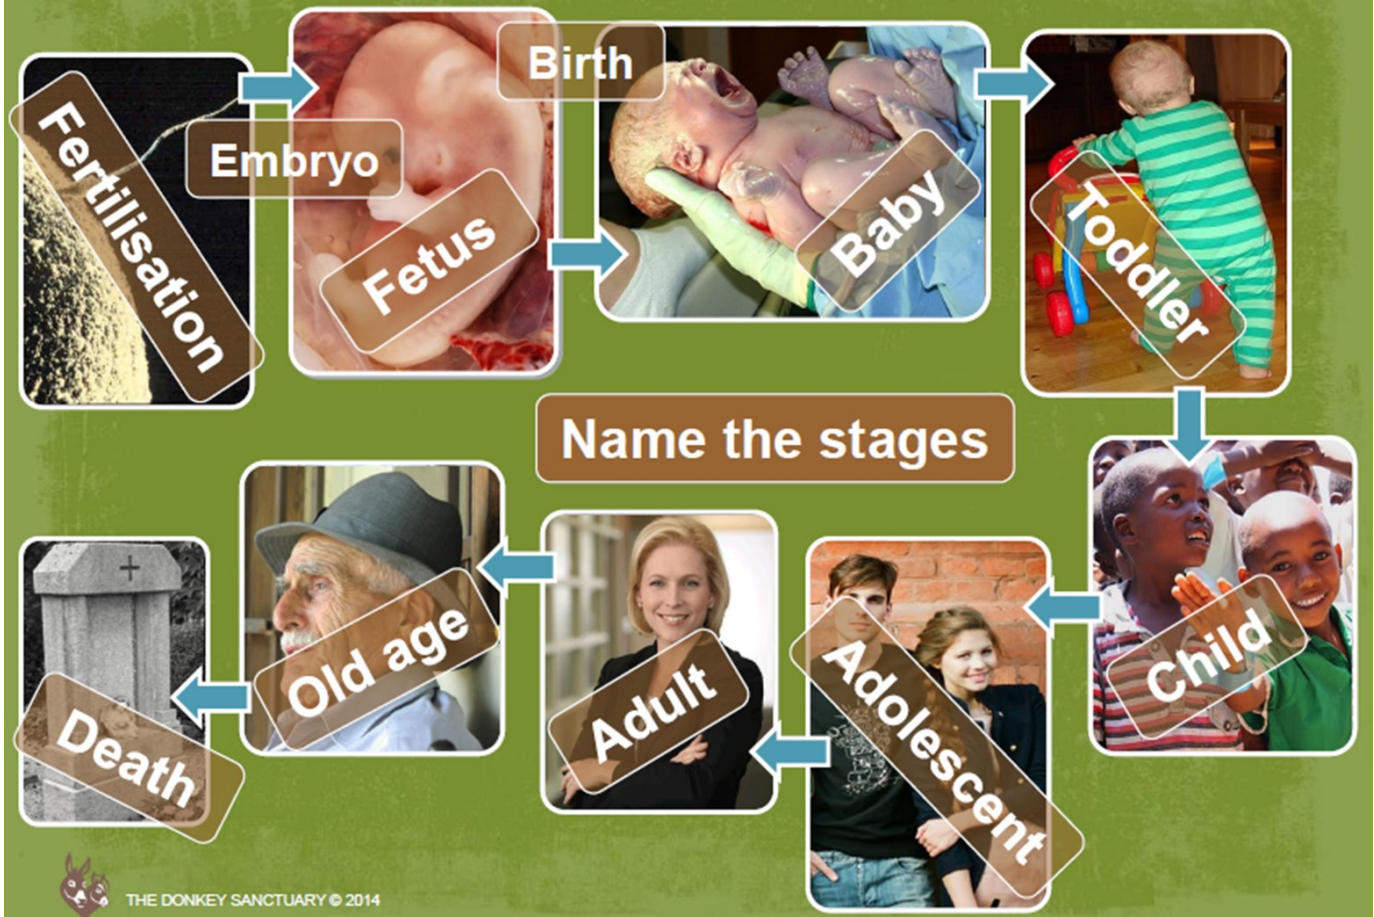 Fertilisation
Embryo
Fetus
Birth
Baby
Toddler
Name the stages
Child
Adolescent
Adult
Old age
Death
THE DONKEY SANCTUARY © 2014